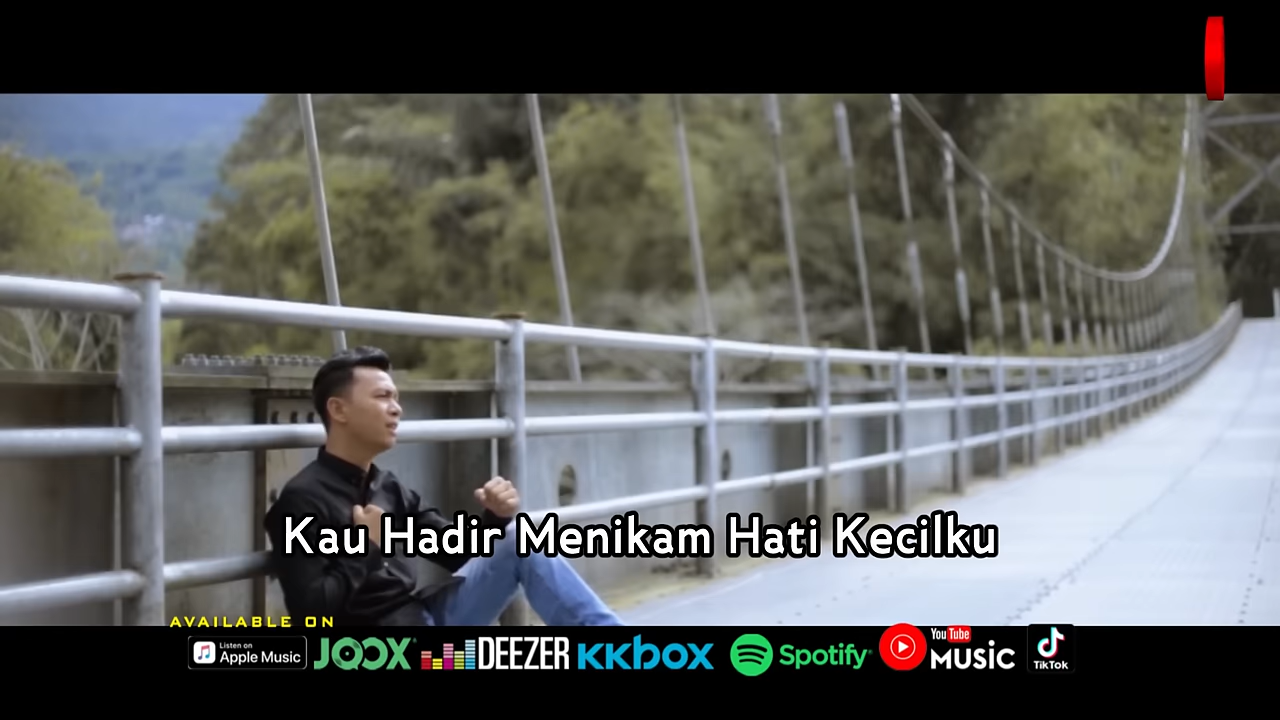 Kau Hadir Menikam Hati Kecilku
AVAILABLE ON
Listen on
Apple Music
JOOX
DEEZER
KKBOX
Spotify
YouTube
MUSIC
TikTok